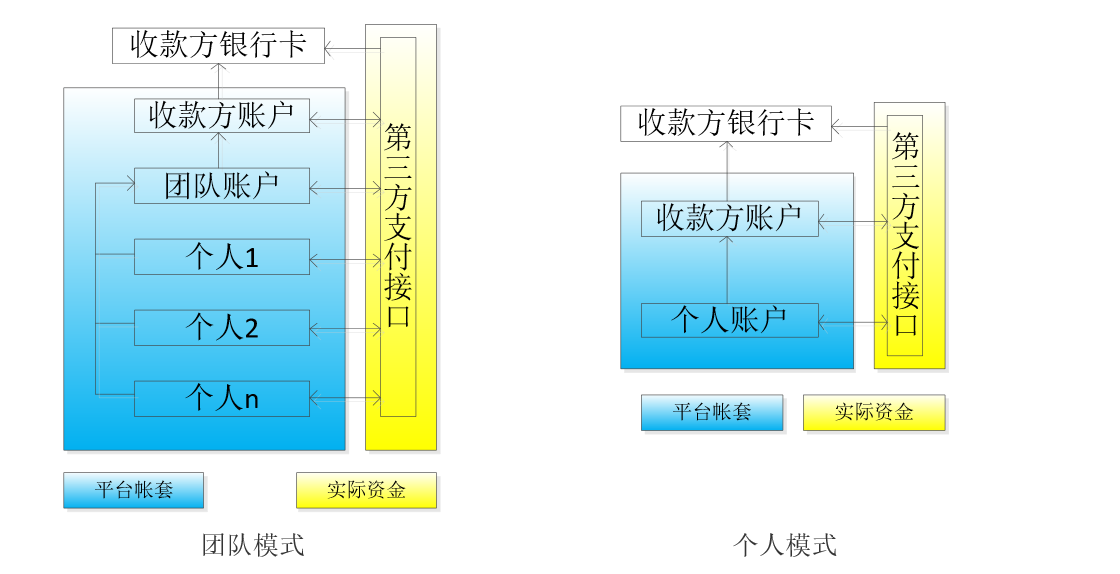 收款方银行卡
收款方账户
团队账户
个人1
个人2
个人n
第三方支付接口
平台帐套
实际资金
团队模式
收款方银行卡
收款方账户
个人账户
第三方支付接口
平台帐套
实际资金
个人模式